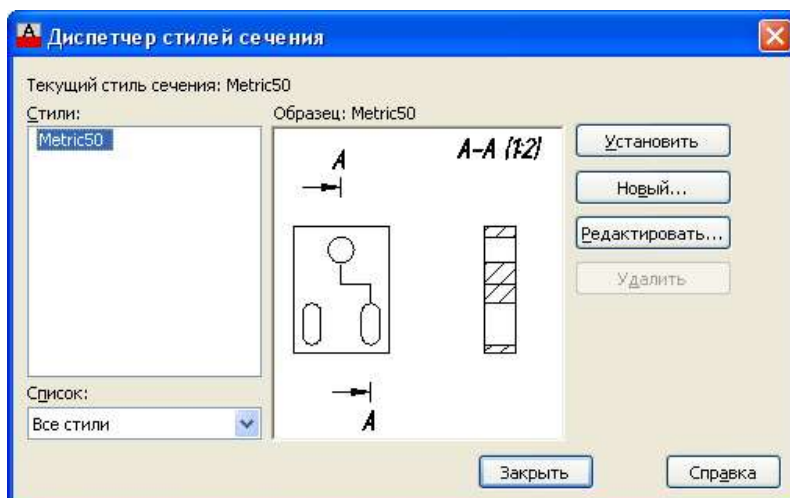 Диспетчер стилей сечения
Текущий стиль сечения: Metric50
Стили:
Metric50
Образец: Metric50
A
A-A (1:2)
A
Установить
Новый...
Редактировать...
Удалить
Список:
Все стили
Закрыть
Справка